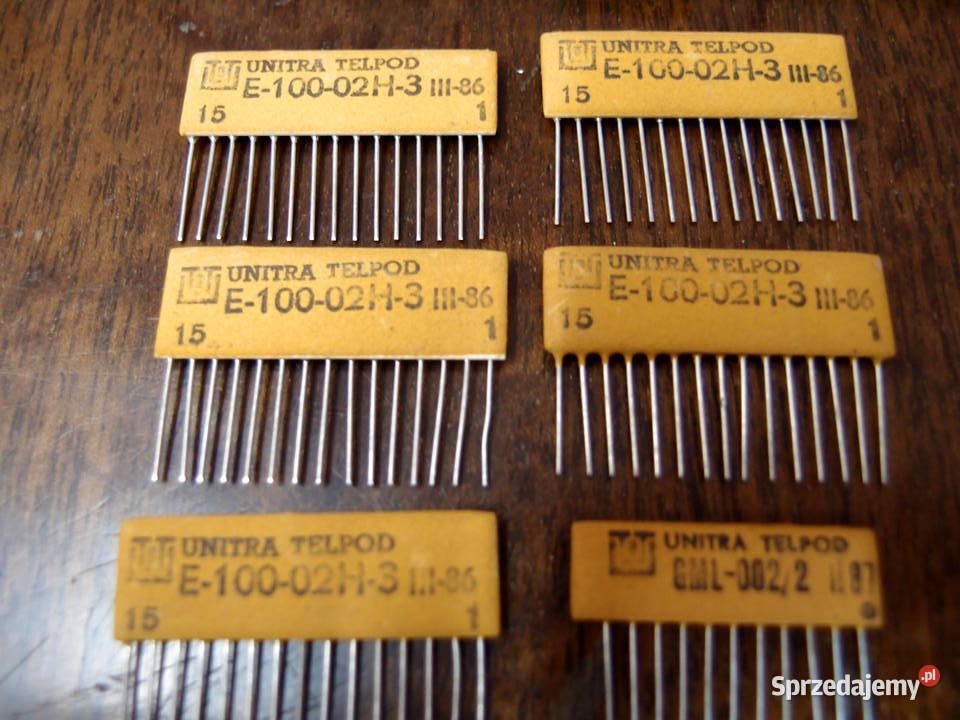 UNITRA TELPOD
E-100-02H-3 III-86
15 1
UNITRA TELPOD
E-100-02H-3 III-86
15 1
UNITRA TELPOD
E-100-02H-3 III-86
15 1
UNITRA TELPOD
E-100-02H-3 III-86
15 1
UNITRA TELPOD
E-100-02H-3 III-86
15 1
UNITRA TELPOD
GML-002/2 II 87
Sprzedajemy.pl